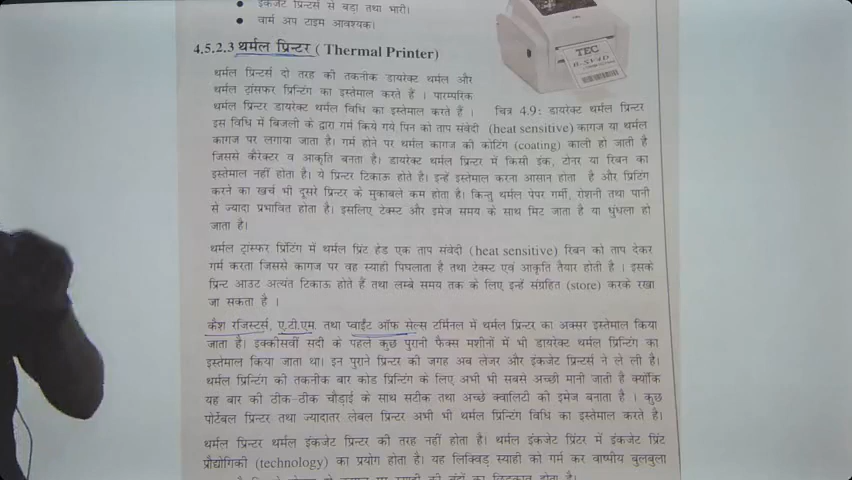 इंकजेट प्रिन्टर्स से बड़ा तथा भारी।
वार्म अप टाइम आवश्यक।
4.5.2.3 थर्मल प्रिन्टर ( Thermal Printer)
थर्मल प्रिन्टर्स दो तरह की तकनीक डायरेक्ट थर्मल और
थर्मल ट्रांसफर प्रिन्टिंग का इस्तेमाल करते हैं । पारम्परिक
थर्मल प्रिन्टर डायरेक्ट थर्मल विधि का इस्तेमाल करते हैं ।
TEC
चित्र 4.9: डायरेक्ट थर्मल प्रिन्टर
इस विधि में बिजली के द्वारा गर्म किये गये पिन को ताप संवेदी (heat sensitive) कागज या थर्मल
कागज पर लगाया जाता है। गर्म होने पर थर्मल कागज की कोटिंग (coating) काली हो जाती है
जिससे कैरेक्टर व आकृति बनता है। डायरेक्ट थर्मल प्रिन्टर में किसी इंक, टोनर या रिबन का
इस्तेमाल नहीं होता है। ये प्रिन्टर टिकाऊ होते है। इन्हें इस्तेमाल करना आसान होता है और प्रिंटिंग
करने का खर्च भी दूसरे प्रिन्टर के मुकाबले कम होता है। किन्तु थर्मल पेपर गर्मी, रोशनी तथा पानी
से ज्यादा प्रभावित होता है। इसलिए टेक्स्ट और इमेज समय के साथ मिट जाता है या धुंधला हो
जाता है।
थर्मल ट्रांस्फर प्रिंटिंग में थर्मल प्रिंट हेड एक ताप संवेदी (heat sensitive) रिबन को ताप देकर
गर्म करता जिससे कागज पर वह स्याही पिघलाता है तथा टेक्स्ट एवं आकृति तैयार होती है । इसके
प्रिन्ट आउट अत्यंत टिकाऊ होते हैं तथा लम्बे समय तक के लिए इन्हें संग्रहित (store) करके रखा
जा सकता है ।
कैश रजिस्टर्स, ए.टी.एम. तथा प्वाईंट ऑफ सेल्स टर्मिनल में थर्मल प्रिन्टर का अक्सर इस्तेमाल किया
जाता है। इक्कीसवीं सदी के पहले कुछ पुरानी फैक्स मशीनों में भी डायरेक्ट थर्मल प्रिन्टिंग का
इस्तेमाल किया जाता था। इन पुराने प्रिन्टर की जगह अब लेजर और इंकजेट प्रिन्टर्स ने ले ली है।
थर्मल प्रिन्टिंग की तकनीक बार कोड प्रिन्टिंग के लिए अभी भी सबसे अच्छी मानी जाती है क्योंकि
यह बार की ठीक-ठीक चौड़ाई के साथ सटीक तथा अच्छे क्वालिटी की इमेज बनाता है । कुछ
पोर्टेबल प्रिन्टर तथा ज्यादातर लेबल प्रिन्टर अभी भी थर्मल प्रिन्टिंग विधि का इस्तेमाल करते है।
थर्मल प्रिन्टर थर्मल इंकजेट प्रिन्टर की तरह नहीं होता है। थर्मल इंकजेट प्रिंटर में इंकजेट प्रिंट
प्रौद्योगिकी (technology) का प्रयोग होता है। यह लिक्विड स्याही को गर्म कर वाष्पीय बुलबुला